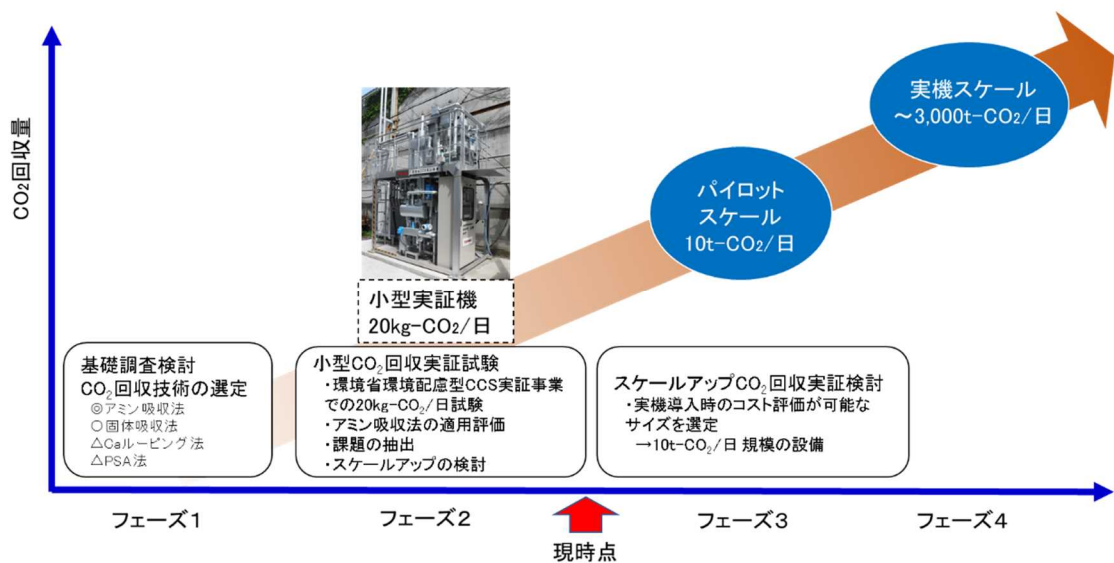 CO2回収量
実機スケール
～3,000t-CO2/日
パイロット
スケール
10t-CO2/日
小型実証機
20kg-CO2/日
基礎調査検討
CO2回収技術の選定
◎アミン吸収法
○固体吸収法
△Caルーピング法
△PSA法
小型CO2回収実証試験
・環境省環境配慮型CCS実証事業
での20kg-CO2/日試験
・アミン吸収法の適用評価
・課題の抽出
・スケールアップの検討
スケールアップCO2回収実証検討
・実機導入時のコスト評価が可能な
サイズを選定
→10t-CO2/日 規模の設備
フェーズ1
フェーズ2
フェーズ3
フェーズ4
現時点